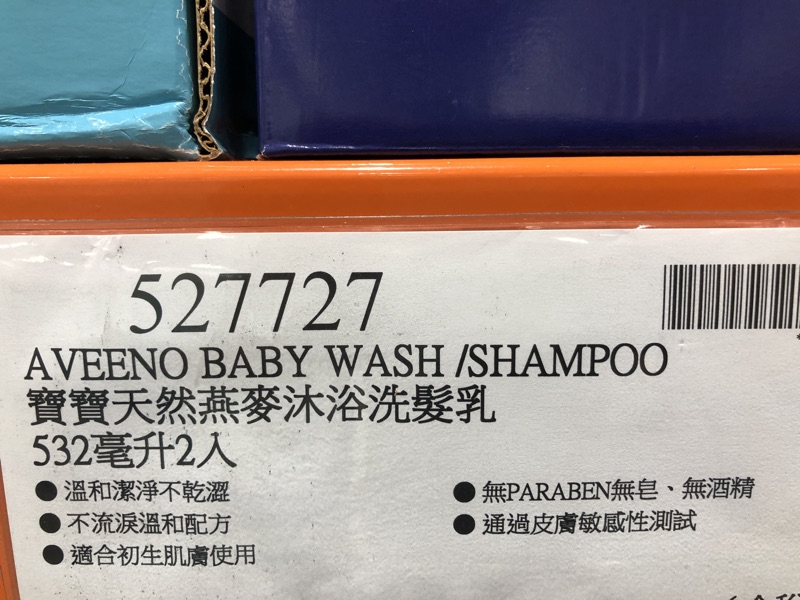 527727
AVEENO BABY WASH /SHAMPOO
寶寶天然燕麥沐浴洗髮乳
532毫升2入
●溫和潔淨不乾澀
●不流淚溫和配方
●適合初生肌膚使用
●無PARABEN無皂、無酒精
●通過皮膚敏感性測試